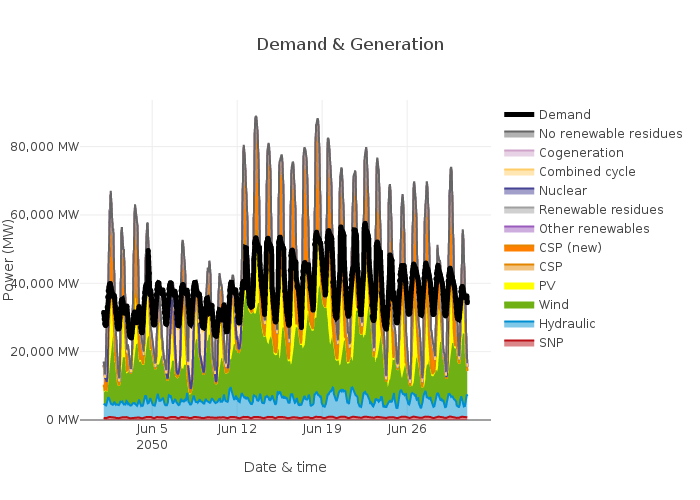 Demand & Generation
Power (MW)
80,000 MW
60,000 MW
40,000 MW
20,000 MW
0 MW
Jun 5
2050
Jun 12
Jun 19
Jun 26
Date & time
Demand
No renewable residues
Cogeneration
Combined cycle
Nuclear
Renewable residues
Other renewables
CSP (new)
CSP
PV
Wind
Hydraulic
SNP